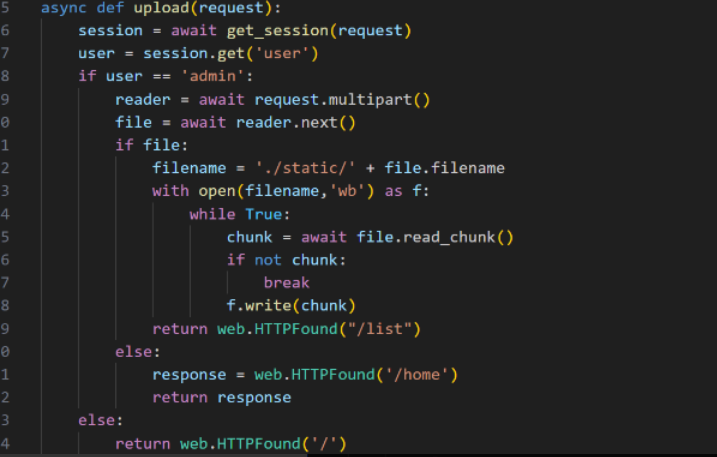 5 async def upload(request):
6 session = await get_session(request)
7 user = session.get('user')
8 if user == 'admin':
9 reader = await request.multipart()
0 file = await reader.next()
1 if file:
2 filename = './static/' + file.filename
3 with open(filename,'wb') as f:
4 while True:
5 chunk = await file.read_chunk()
6 if not chunk:
7 break
8 f.write(chunk)
9 return web.HTTPFound("/list")
0 else:
1 response = web.HTTPFound('/home')
2 return response
3 else:
4 return web.HTTPFound('/')